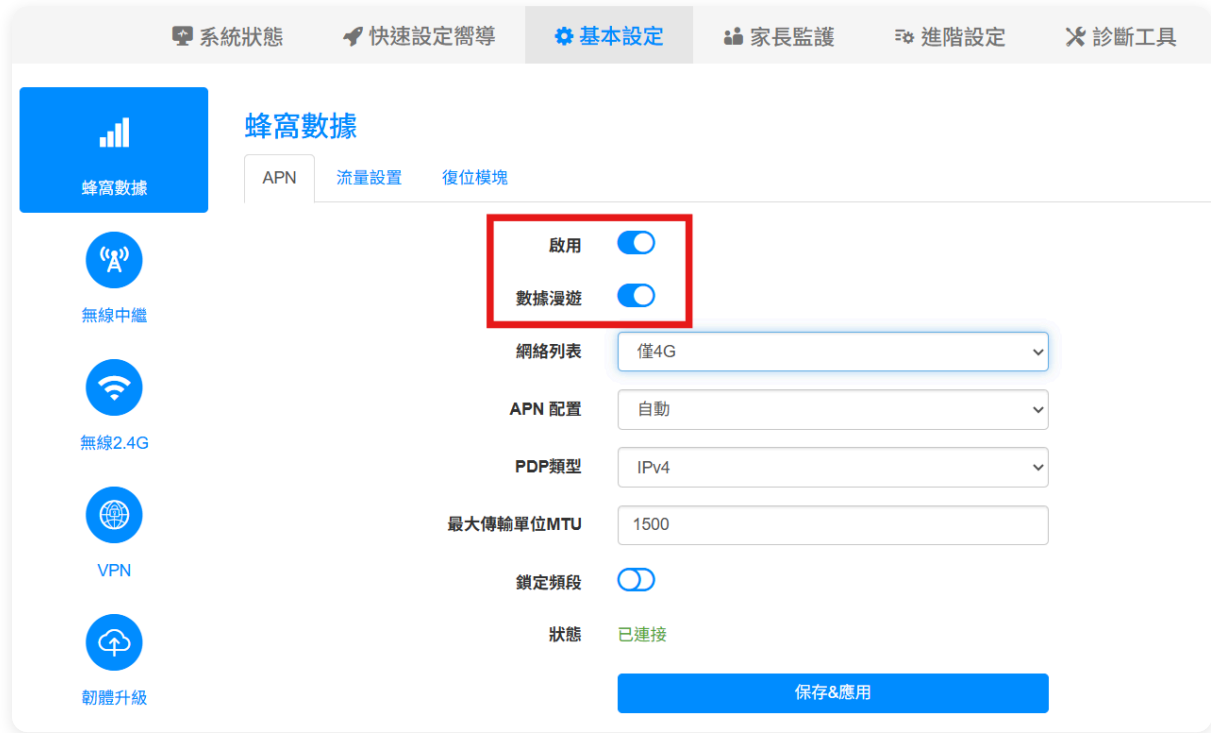 系統狀態 快速設定嚮導 基本設定 家長監護 進階設定 診斷工具
蜂窩數據
無線中繼
無線2.4G
VPN
韌體升級
蜂窩數據
APN 流量設置 復位模塊
啟用
數據漫遊
網絡列表 僅4G
APN 配置 自動
PDP類型 IPv4
最大傳輸單位MTU 1500
鎖定頻段
狀態 已連接
保存&應用